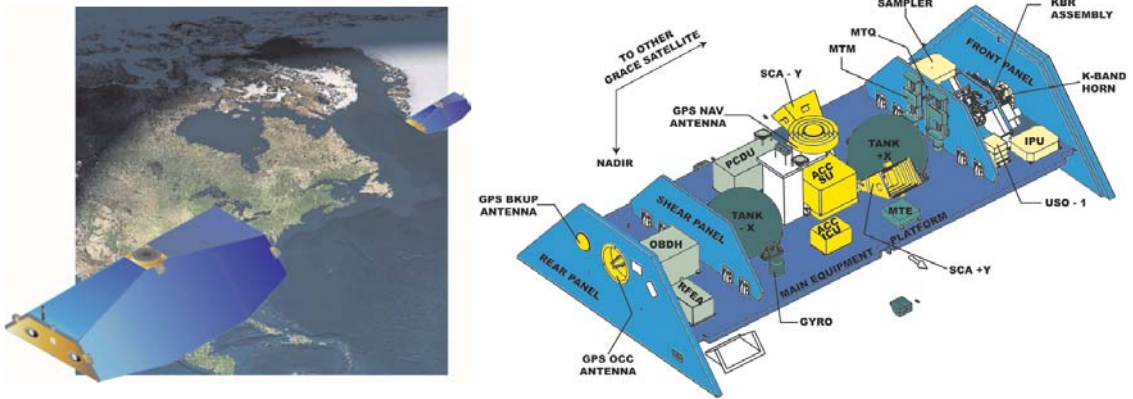 SAMPLER
KBR
ASSEMBLY
MTQ
MTM
TO OTHER
GRACE SATELLITE
SCA - Y
FRONT PANEL
K-BAND
HORN
GPS NAV
ANTENNA
NADIR
PCDU
TANK
+X
IPU
ACC
SU
USO - 1
GPS BKUP
ANTENNA
SHEAR PANEL
TANK
- X
MTE
ACC
ICU
OBDH
MAIN EQUIPMENT PLATFORM
SCA +Y
REAR PANEL
RFEA
GYRO
GPS OCC
ANTENNA